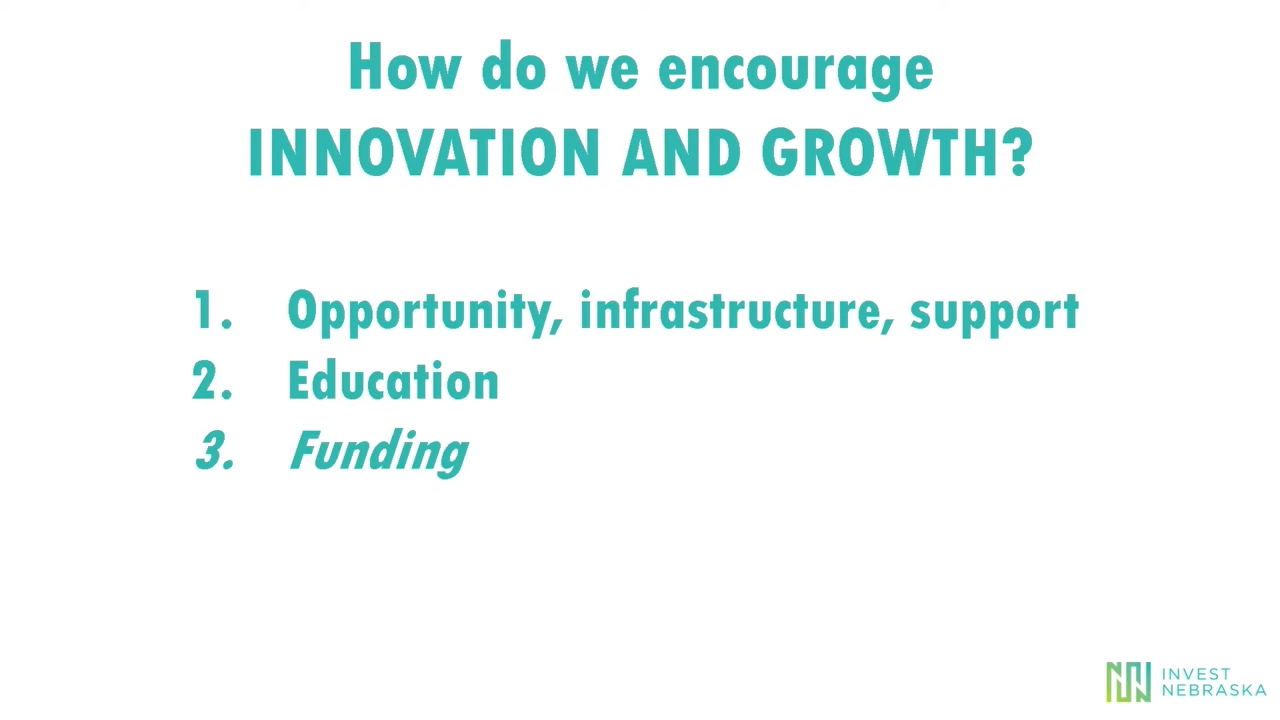 How do we encourage
INNOVATION AND GROWTH?
1. Opportunity, infrastructure, support
2. Education
3. Funding
INVEST
NEBRASKA